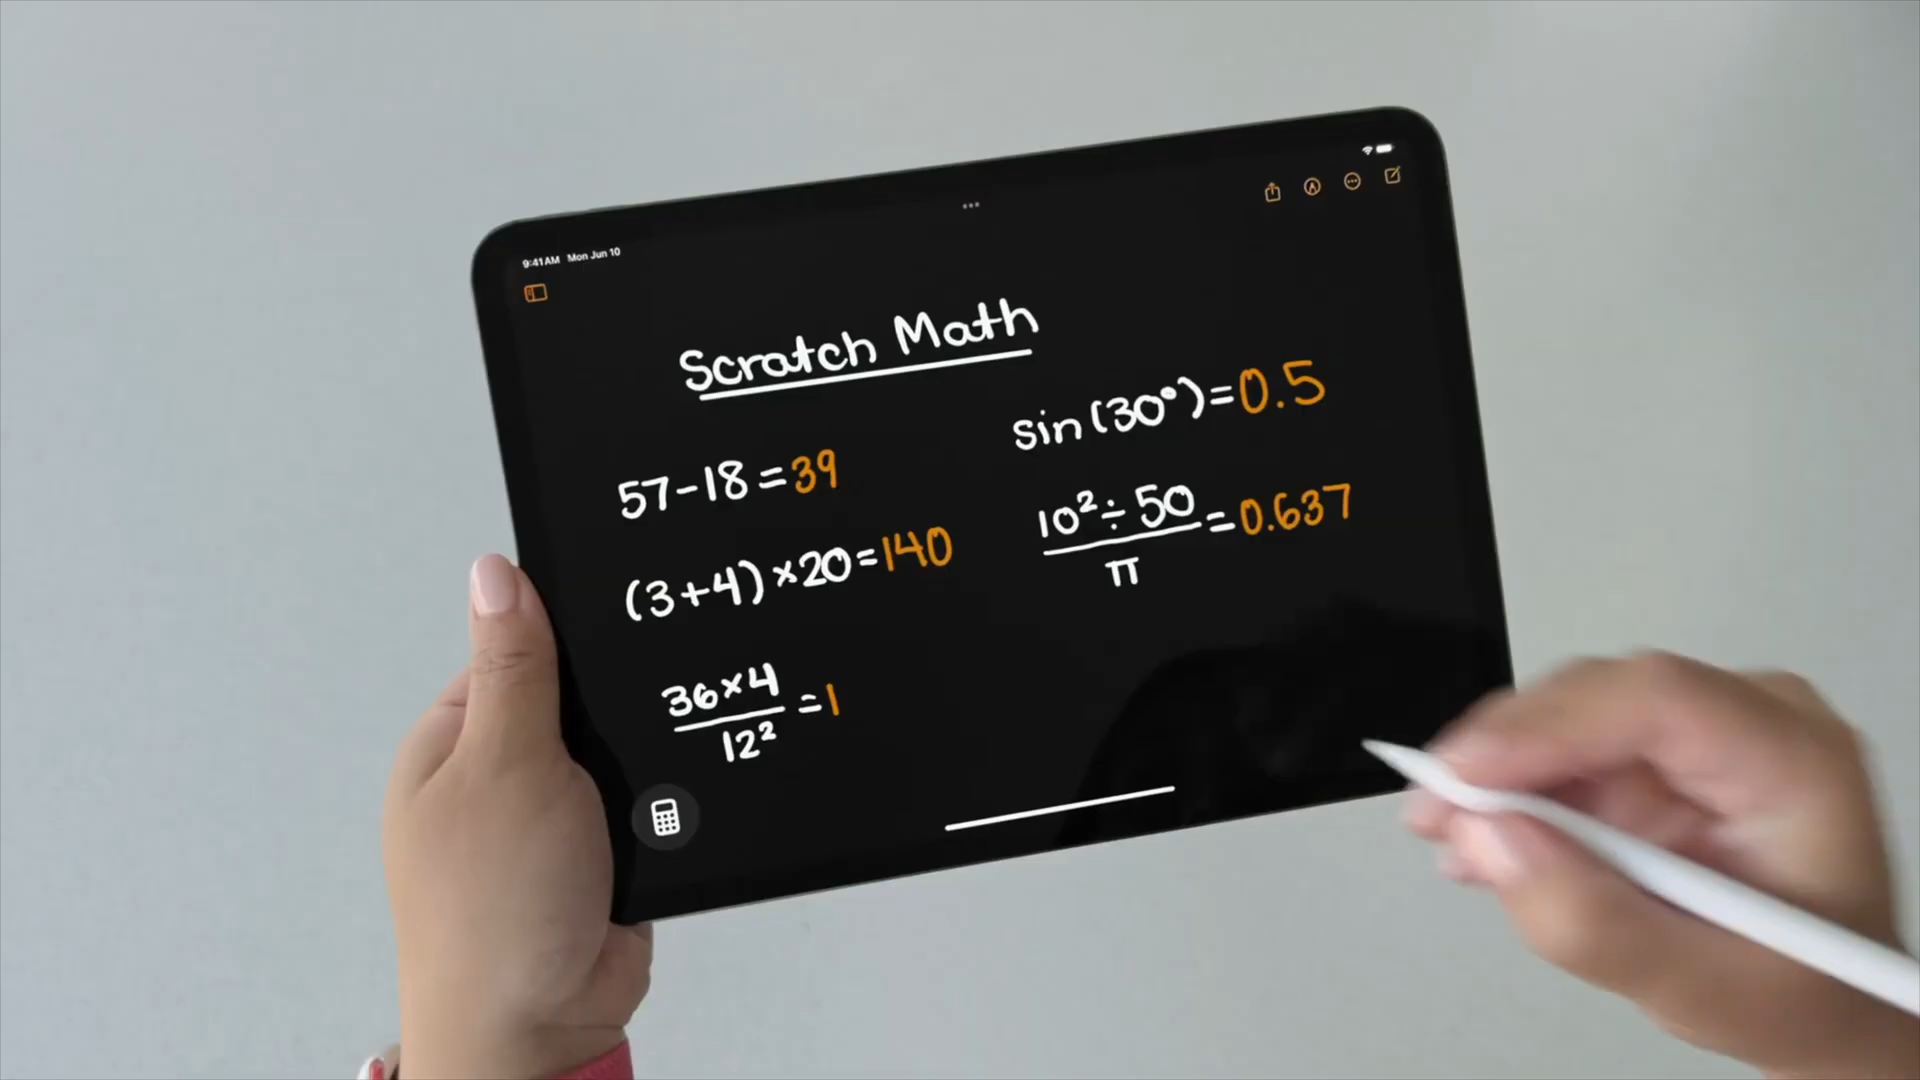 9:41 AM Mon Jun 10
Scratch Math
57-18=39
(3+4)×20=140
36×4
12² =1
sin(30°)=0.5
10²÷50
π =0.637